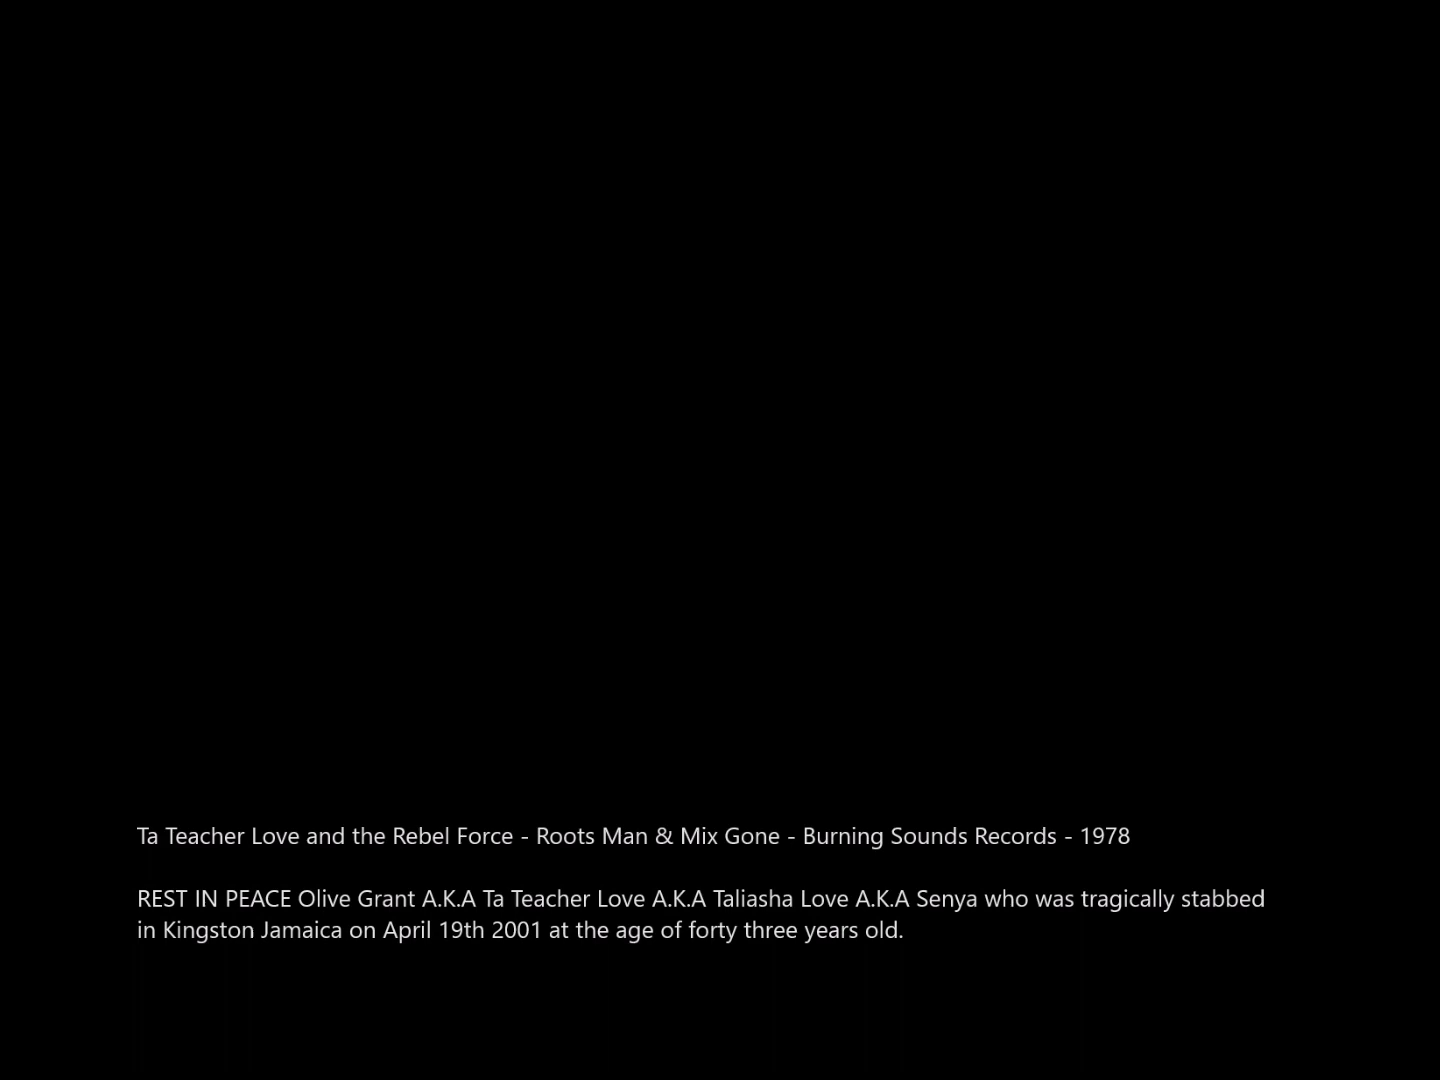 Ta Teacher Love and the Rebel Force - Roots Man & Mix Gone - Burning Sounds Records - 1978
REST IN PEACE Olive Grant A.K.A Ta Teacher Love A.K.A Taliasha Love A.K.A Senya who was tragically stabbed
in Kingston Jamaica on April 19th 2001 at the age of forty three years old.